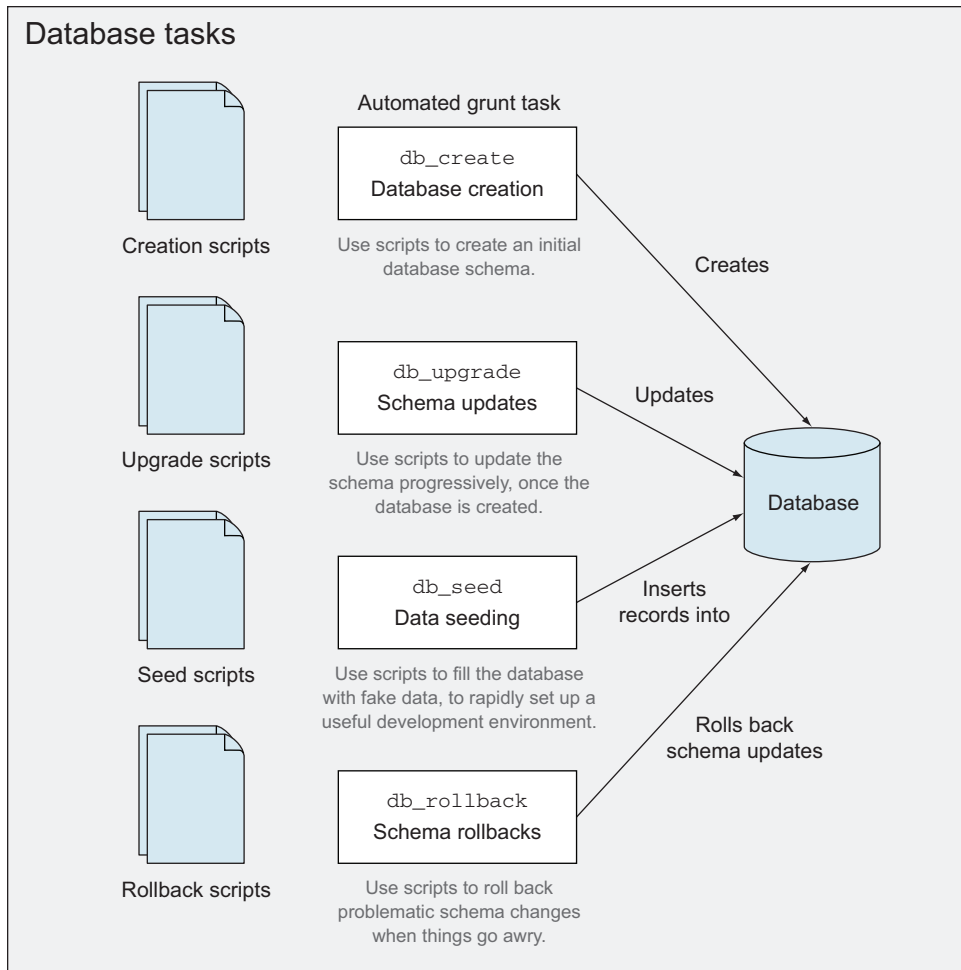 Database tasks
Automated grunt task
db_create
Database creation
Creation scripts
Use scripts to create an initial
database schema.
Creates
db_upgrade
Schema updates
Updates
Upgrade scripts
Use scripts to update the
schema progressively, once the
database is created.
Database
db_seed
Data seeding
Inserts
records into
Seed scripts
Use scripts to fill the database
with fake data, to rapidly set up a
useful development environment.
Rolls back
schema updates
db_rollback
Schema rollbacks
Rollback scripts
Use scripts to roll back
problematic schema changes
when things go awry.